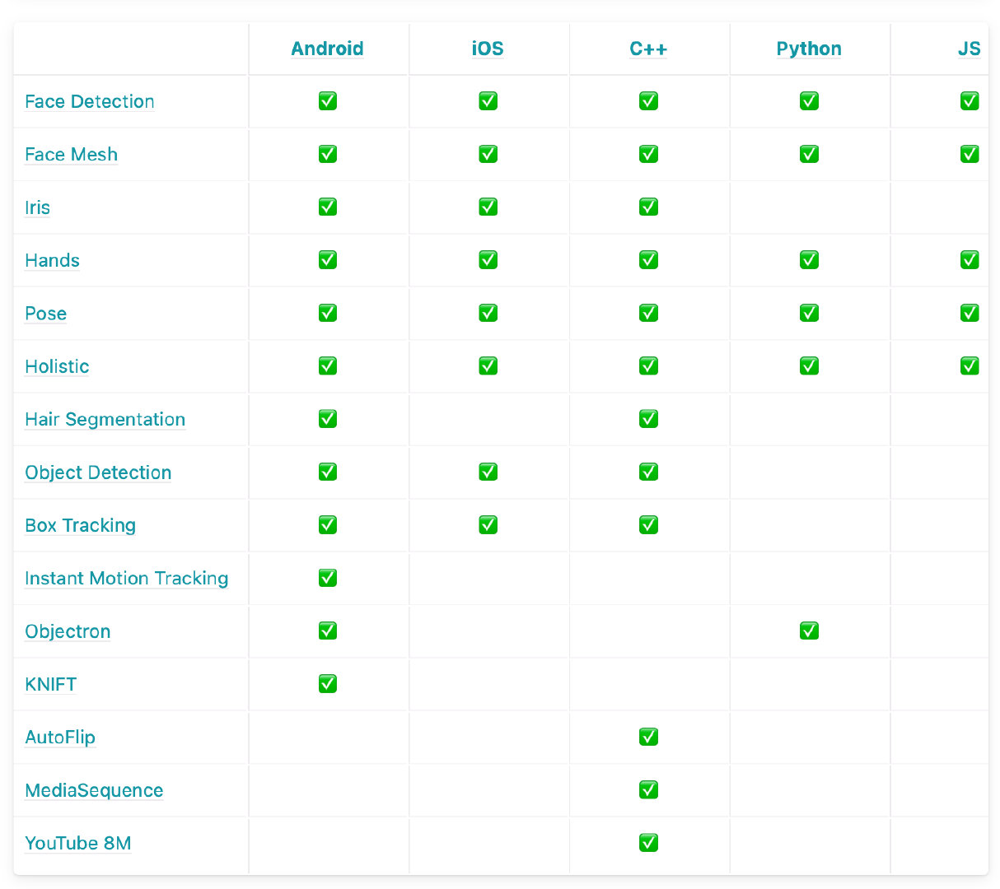 Android iOS C++ Python JS
Face Detection ✅ ✅ ✅ ✅ ✅
Face Mesh ✅ ✅ ✅ ✅ ✅
Iris ✅ ✅ ✅
Hands ✅ ✅ ✅ ✅ ✅
Pose ✅ ✅ ✅ ✅ ✅
Holistic ✅ ✅ ✅ ✅ ✅
Hair Segmentation ✅ ✅
Object Detection ✅ ✅ ✅
Box Tracking ✅ ✅ ✅
Instant Motion Tracking ✅
Objectron ✅ ✅
KNIFT ✅
AutoFlip ✅
MediaSequence ✅
YouTube 8M ✅